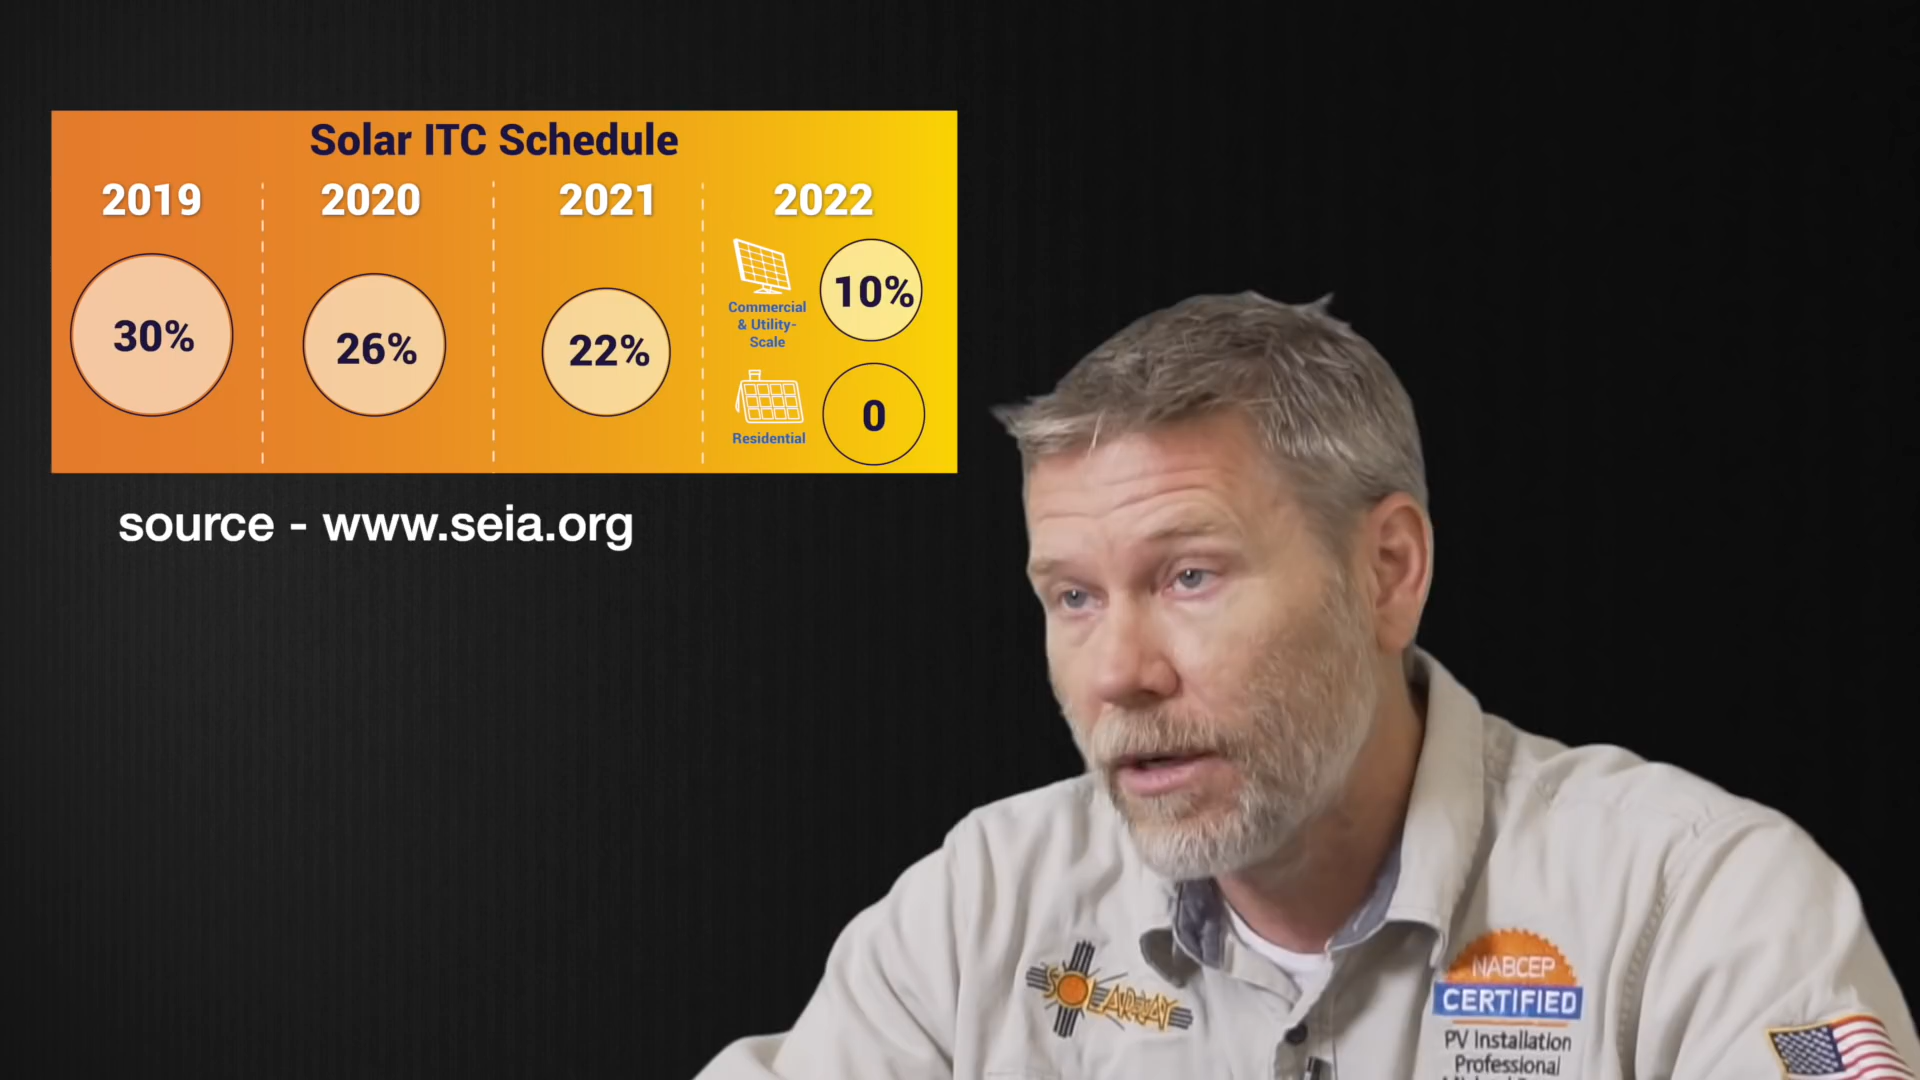 Solar ITC Schedule
2019 2020 2021 2022
30% 26% 22% 10%
Commercial
& Utility-
Scale
0
Residential
source - www.seia.org
SOLARRAY
NABCEP
CERTIFIED
PV Installation
Professional